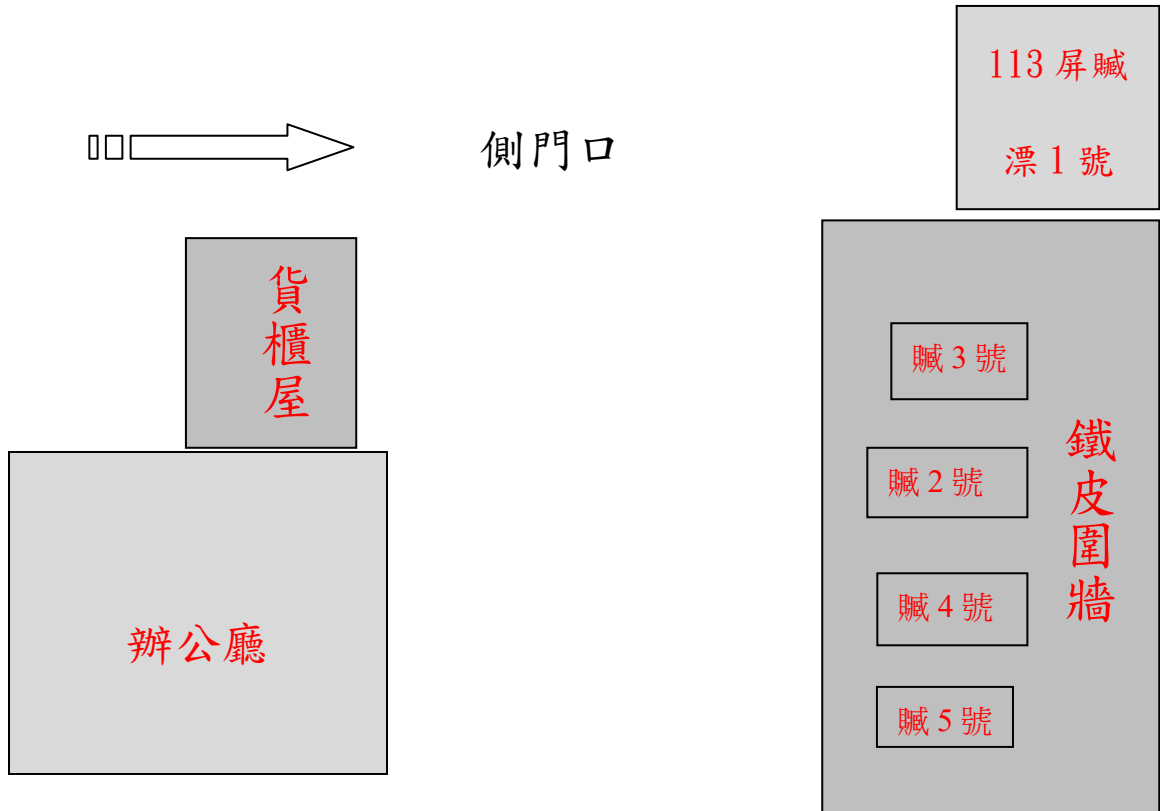 113 屏贓
漂 1 號
側門口
貨櫃屋
贓 3 號
鐵皮圍牆
贓 2 號
贓 4 號
辦公廳
贓 5 號